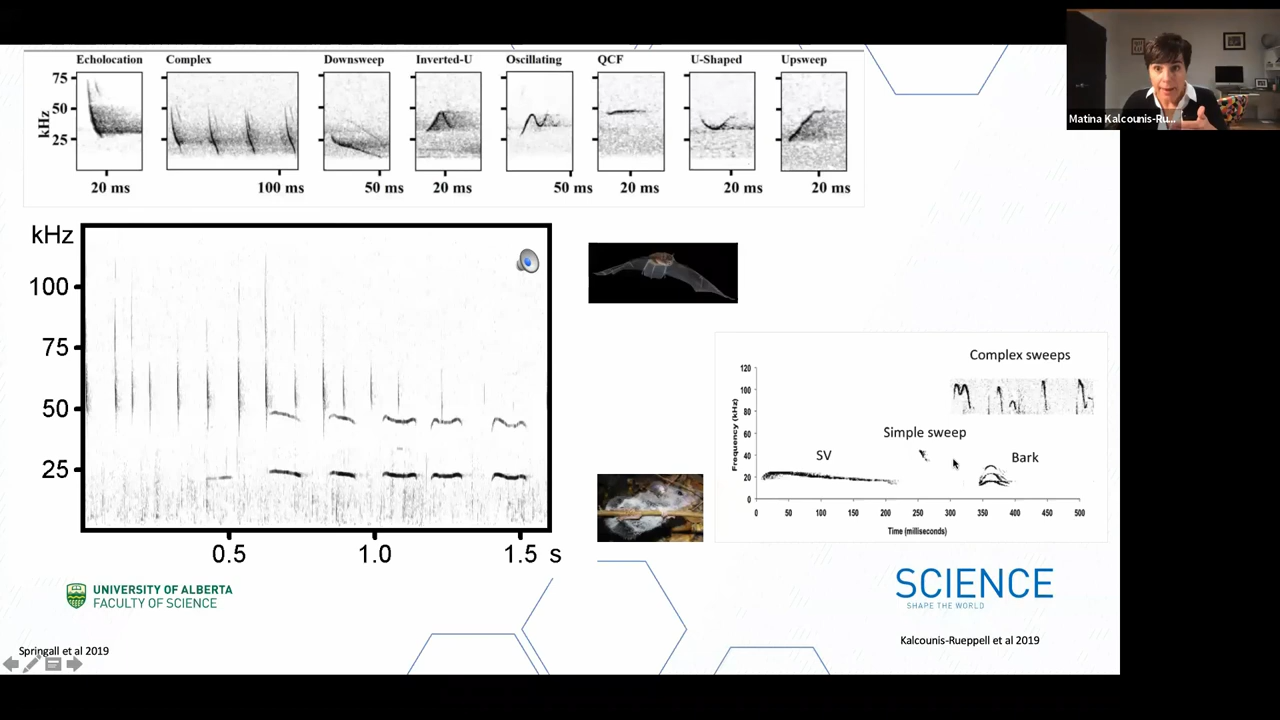 Echolocation Complex Downsweep Inverted-U Oscillating QCF U-Shaped Upsweep
75
50
25
kHz
20 ms 100 ms 50 ms 20 ms 50 ms 20 ms 20 ms 20 ms
Matina Kalcounis-Ru...
kHz
100
75
50
25
0.5 1.0 1.5 s
Complex sweeps
Simple sweep
SV
Bark
Frequency (kHz)
120
100
80
60
40
20
0
0 50 100 150 200 250 300 350 400 450 500
Time (milliseconds)
UNIVERSITY OF ALBERTA
FACULTY OF SCIENCE
SCIENCE
SHAPE THE WORLD
Springall et al 2019
Kalcounis-Rueppell et al 2019